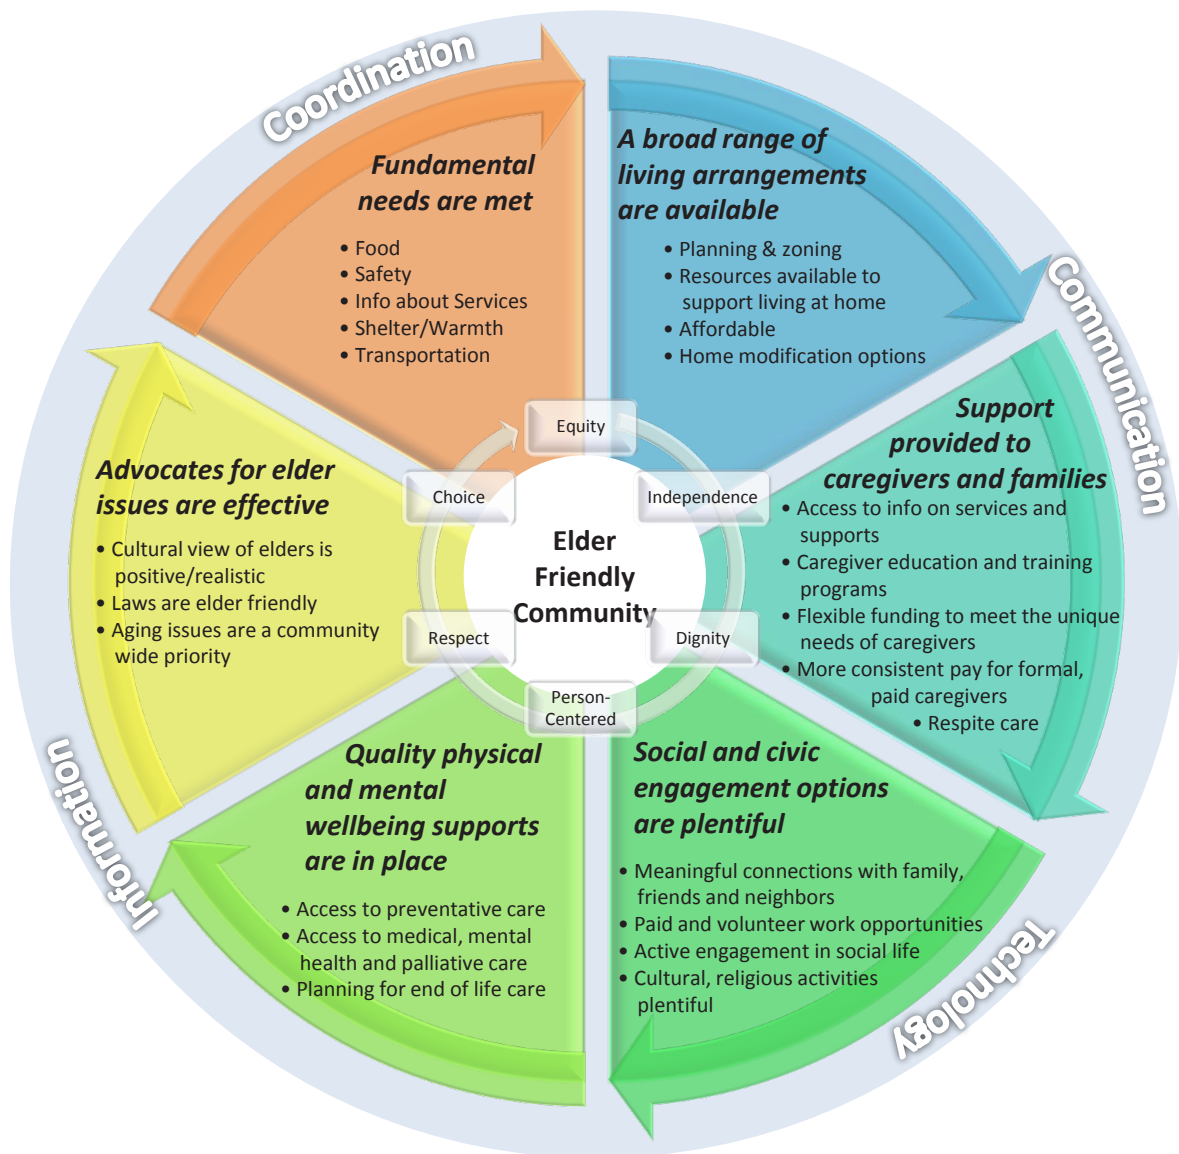 Coordination
Fundamental
needs are met
• Food
• Safety
• Info about Services
• Shelter/Warmth
• Transportation
A broad range of
living arrangements
are available
• Planning & zoning
• Resources available to
support living at home
• Affordable
• Home modification options
Communication
Support
provided to
caregivers and families
• Access to info on services and
supports
• Caregiver education and training
programs
• Flexible funding to meet the unique
needs of caregivers
• More consistent pay for formal,
paid caregivers
• Respite care
Technology
Social and civic
engagement options
are plentiful
• Meaningful connections with family,
friends and neighbors
• Paid and volunteer work opportunities
• Active engagement in social life
• Cultural, religious activities
plentiful
Quality physical
and mental
wellbeing supports
are in place
• Access to preventative care
• Access to medical, mental
health and palliative care
• Planning for end of life care
Information
Advocates for elder
issues are effective
• Cultural view of elders is
positive/realistic
• Laws are elder friendly
• Aging issues are a community
wide priority
Equity
Independence
Dignity
Person-
Centered
Respect
Choice
Elder
Friendly
Community